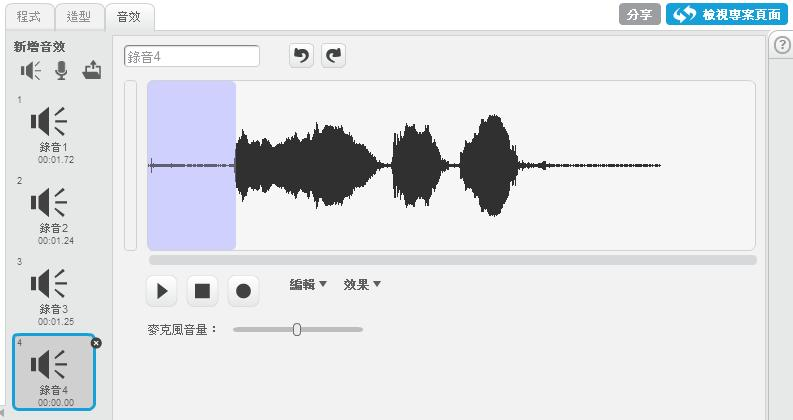 程式
造型
音效
分享
檢視專案頁面
?
新增音效
錄音4
1
錄音1
00:01.72
2
錄音2
00:01.24
3
錄音3
00:01.25
4
錄音4
00:00.00
編輯
效果
麥克風音量：